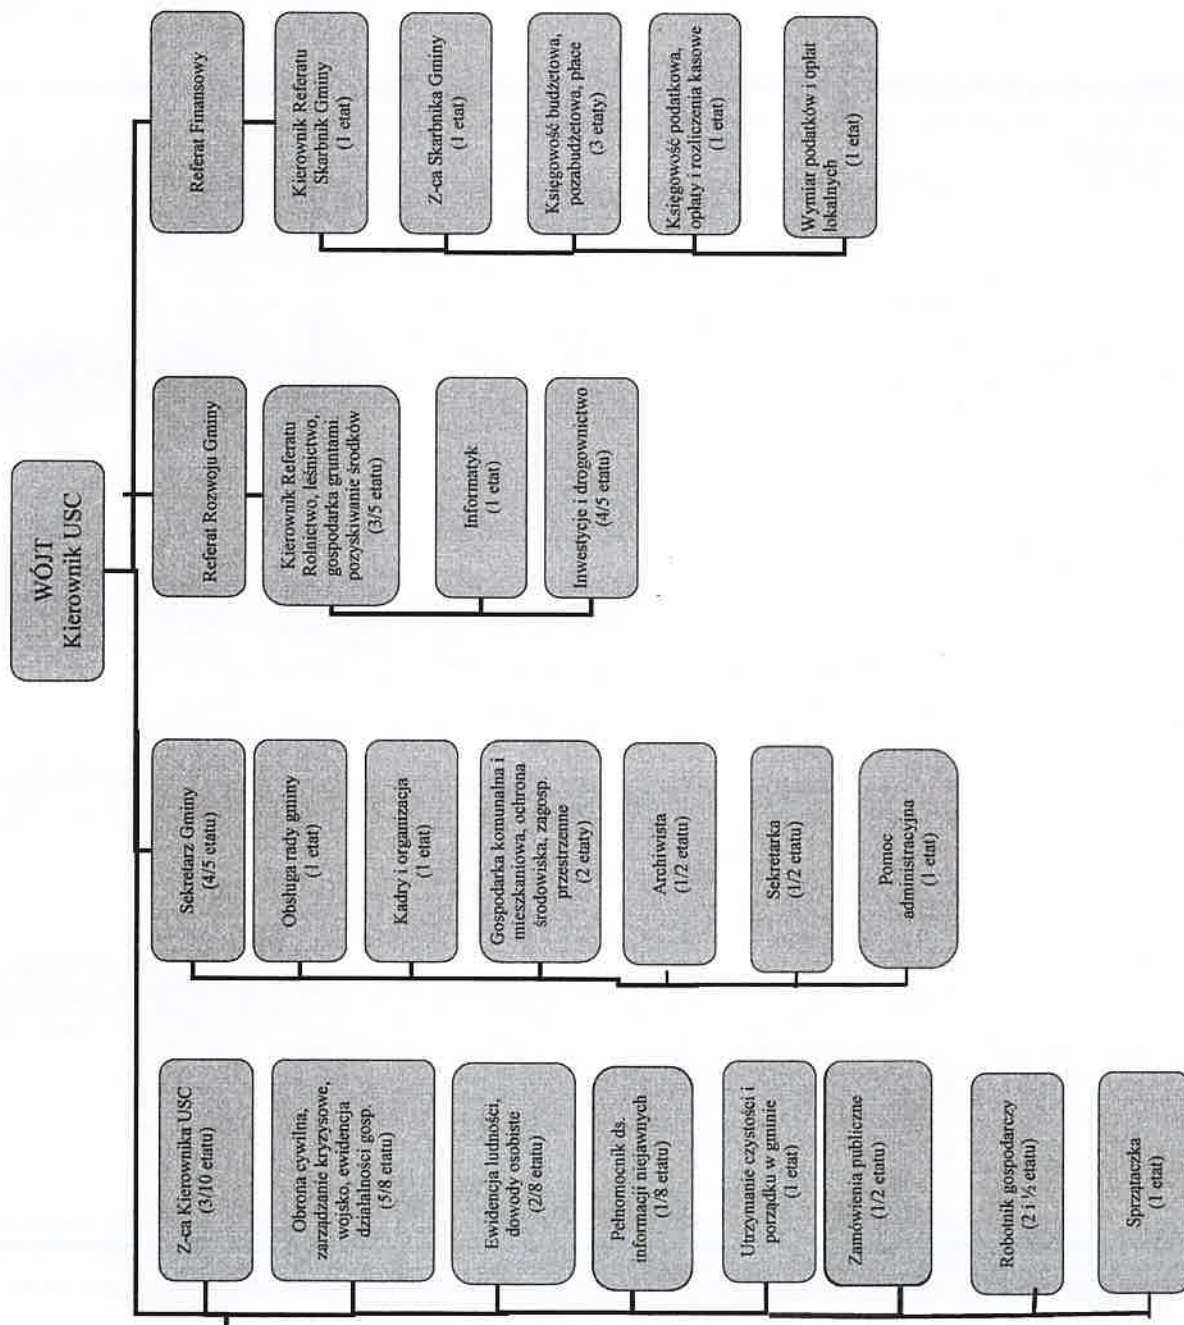 WÓJT
Kierownik USC
Z-ca Kierownika USC
(3/10 etatu)
Obrona cywilna,
zarządzanie kryzysowe,
wojsko, ewidencja
działalności gosp.
(5/8 etatu)
Ewidencja ludności,
dowody osobiste
(2/8 etatu)
Pełnomocnik ds.
informacji niejawnych
(1/8 etatu)
Utrzymanie czystości i
porządku w gminie
(1 etat)
Zamówienia publiczne
(1/2 etatu)
Robotnik gospodarczy
(2 i ½ etatu)
Sprzątaczka
(1 etat)
Sekretarz Gminy
(4/5 etatu)
Obsługa rady gminy
(1 etat)
Kadry i organizacja
(1 etat)
Gospodarka komunalna i
mieszkaniowa, ochrona
środowiska, zagosp.
przestrzenne
(2 etaty)
Archiwista
(1/2 etatu)
Sekretarka
(1/2 etatu)
Pomoc
administracyjna
(1 etat)
Referat Rozwoju Gminy
Kierownik Referatu
Rolnictwo, leśnictwo,
gospodarka gruntami.
pozyskiwanie środków
(3/5 etatu)
Informatyk
(1 etat)
Inwestycje i drogownictwo
(4/5 etatu)
Referat Finansowy
Kierownik Referatu
Skarbnik Gminy
(1 etat)
Z-ca Skarbnika Gminy
(1 etat)
Księgowość budżetowa,
pozabudżetowa, płace
(3 etaty)
Księgowość podatkowa,
opłaty i rozliczenia kasowe
(1 etat)
Wymiar podatków i opłat
lokalnych
(1 etat)